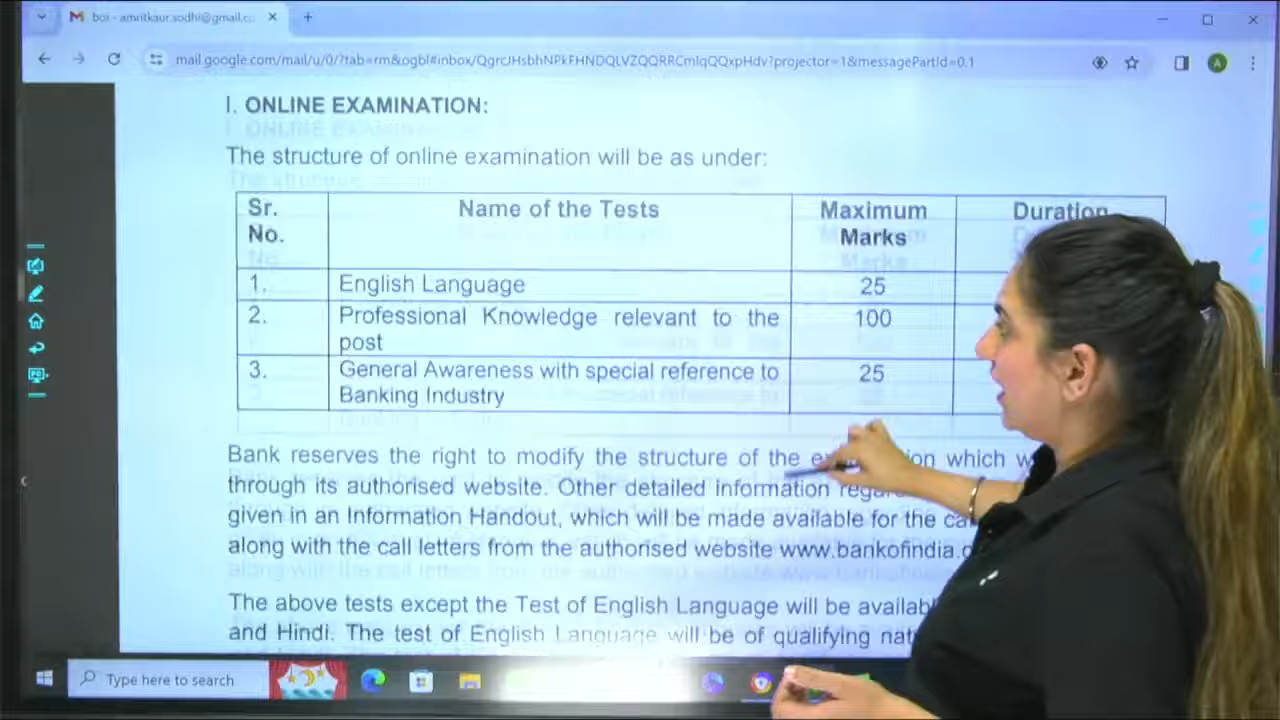 boi - amritkaur.sodhi@gmail.co
mail.google.com/mail/u/0/?tab=rm&ogbl#inbox/QgrcJHsbhNPkFHNDQLVZQQRRCmlqQQxpHdv?projector=1&messagePartId=0.1
A
I. ONLINE EXAMINATION:
The structure of online examination will be as under:
Sr. No. Name of the Tests Maximum Marks Duration
1. English Language 25
2. Professional Knowledge relevant to the post 100
3. General Awareness with special reference to Banking Industry 25
Bank reserves the right to modify the structure of the which
through its authorised website. Other detailed information
given in an Information Handout, which will be made available for the
along with the call letters from the authorised website www.bankofindia.
The above tests except the Test of English Language will be
and Hindi. The test of English Language will be of qualifying
Type here to search